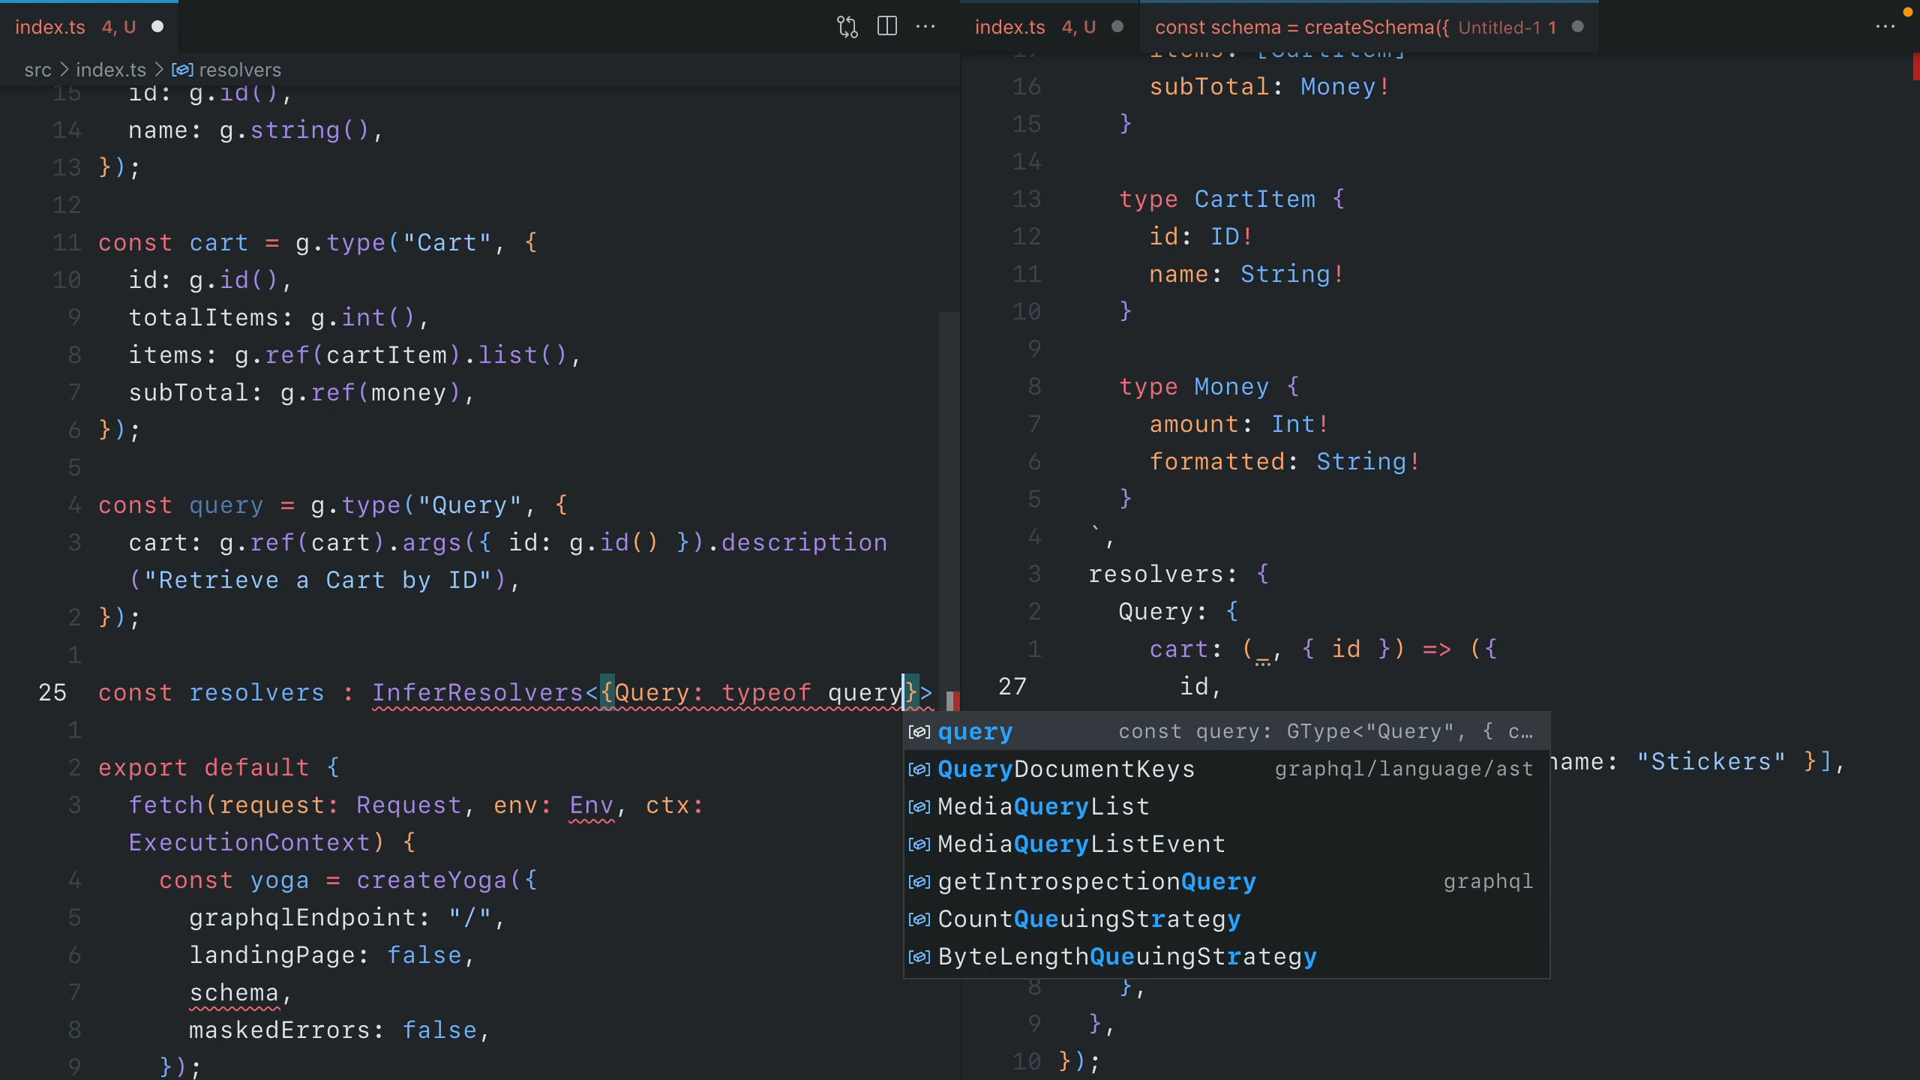 index.ts 4, U
src > index.ts > resolvers
15 id: g.id(),
14 name: g.string(),
13 });
12
11 const cart = g.type("Cart", {
10 id: g.id(),
9 totalItems: g.int(),
8 items: g.ref(cartItem).list(),
7 subTotal: g.ref(money),
6 });
5
4 const query = g.type("Query", {
3 cart: g.ref(cart).args({ id: g.id() }).description
("Retrieve a Cart by ID"),
2 });
1
25 const resolvers : InferResolvers<{Query: typeof query}>
1
2 export default {
3 fetch(request: Request, env: Env, ctx:
ExecutionContext) {
4 const yoga = createYoga({
5 graphqlEndpoint: "/",
6 landingPage: false,
7 schema,
8 maskedErrors: false,
9 });
index.ts 4, U
const schema = createSchema({ Untitled-1 1
17 items: [CartItem]
16 subTotal: Money!
15 }
14
13 type CartItem {
12 id: ID!
11 name: String!
10 }
9
8 type Money {
7 amount: Int!
6 formatted: String!
5 }
4 `,
3 resolvers: {
2 Query: {
1 cart: (_, { id }) => ({
27 id,
name: "Stickers" }],
8 },
9 },
10 });
query const query: GType<"Query", { c…
QueryDocumentKeys graphql/language/ast
MediaQueryList
MediaQueryListEvent
getIntrospectionQuery graphql
CountQueuingStrategy
ByteLengthQueuingStrategy